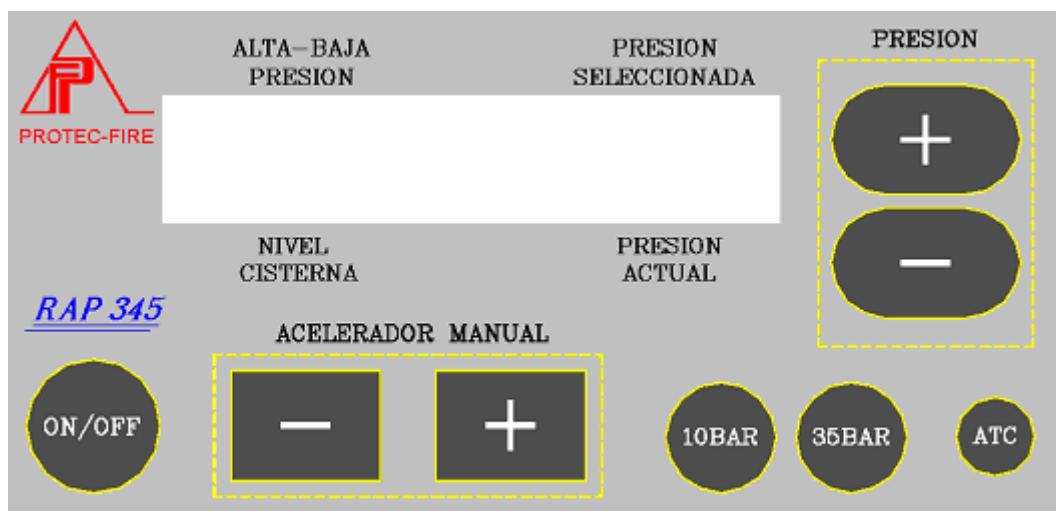 ALTA-BAJA
PRESION
PRESION
SELECCIONADA
PRESION
+
-
PROTEC-FIRE
NIVEL
CISTERNA
PRESION
ACTUAL
RAP 345
ACELERADOR MANUAL
ON/OFF
-
+
10BAR
35BAR
ATC